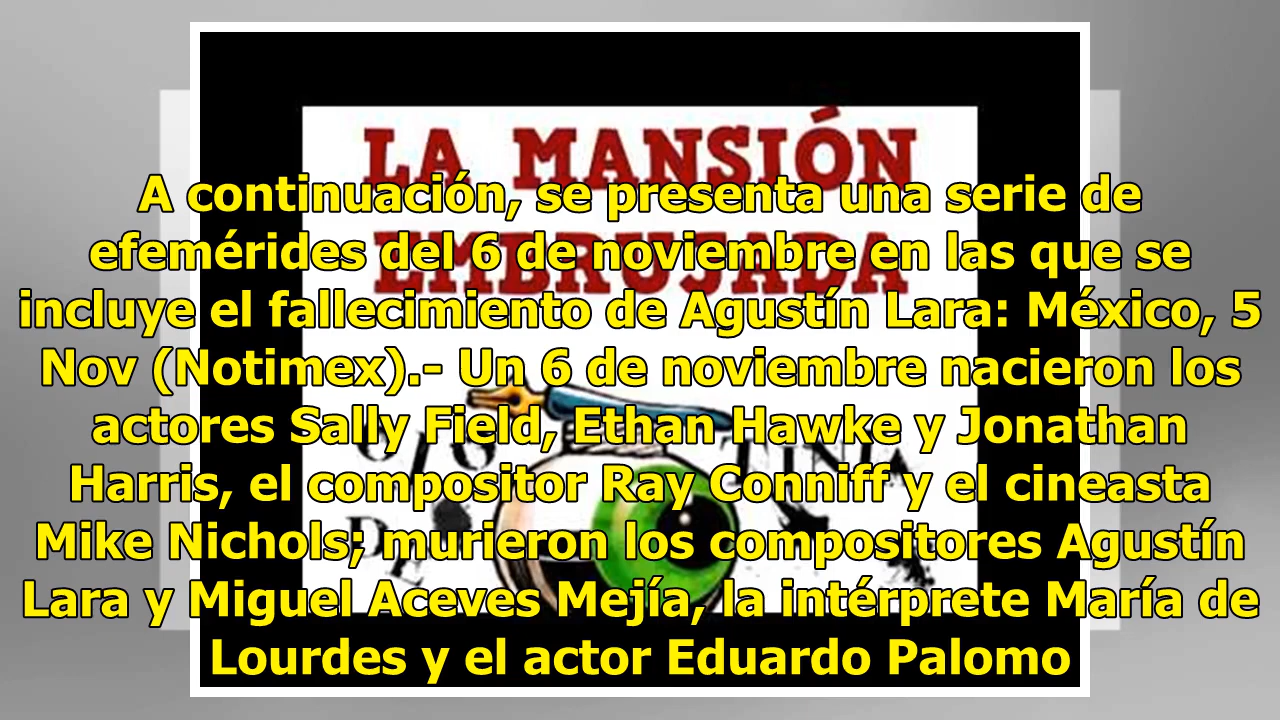 LA MANSIÓN
EMBRUJADA
A continuación, se presenta una serie de
efemérides del 6 de noviembre en las que se
incluye el fallecimiento de Agustín Lara: México, 5
Nov (Notimex).- Un 6 de noviembre nacieron los
actores Sally Field, Ethan Hawke y Jonathan
Harris, el compositor Ray Conniff y el cineasta
Mike Nichols; murieron los compositores Agustín
Lara y Miguel Aceves Mejía, la intérprete María de
Lourdes y el actor Eduardo Palomo